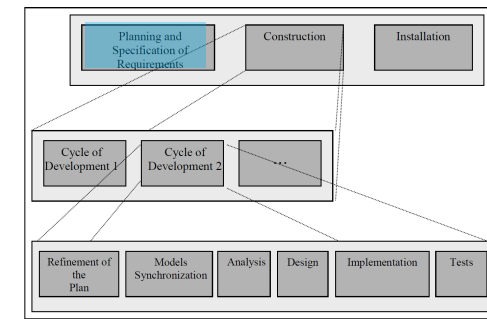 Planning and
Specification of
Requirements
Construction
Installation
Cycle of
Development 1
Cycle of
Development 2
...
Refinement of
the
Plan
Models
Synchronization
Analysis
Design
Implementation
Tests